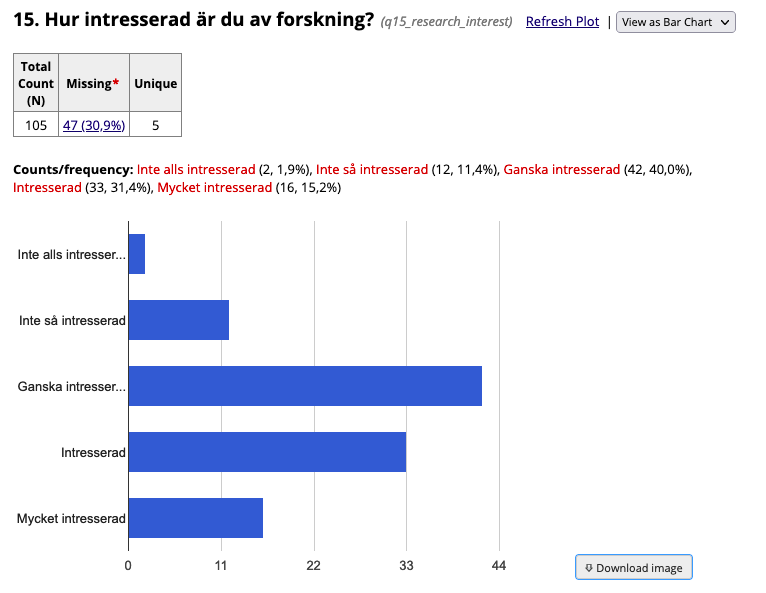 15. Hur intresserad är du av forskning? (q15_research_interest) Refresh Plot | View as Bar Chart
Total Count (N) Missing* Unique
105 47 (30,9%) 5
Counts/frequency: Inte alls intresserad (2, 1,9%), Inte så intresserad (12, 11,4%), Ganska intresserad (42, 40,0%),
Intresserad (33, 31,4%), Mycket intresserad (16, 15,2%)
Inte alls intresser...
Inte så intresserad
Ganska intresser...
Intresserad
Mycket intresserad
0 11 22 33 44
Download image